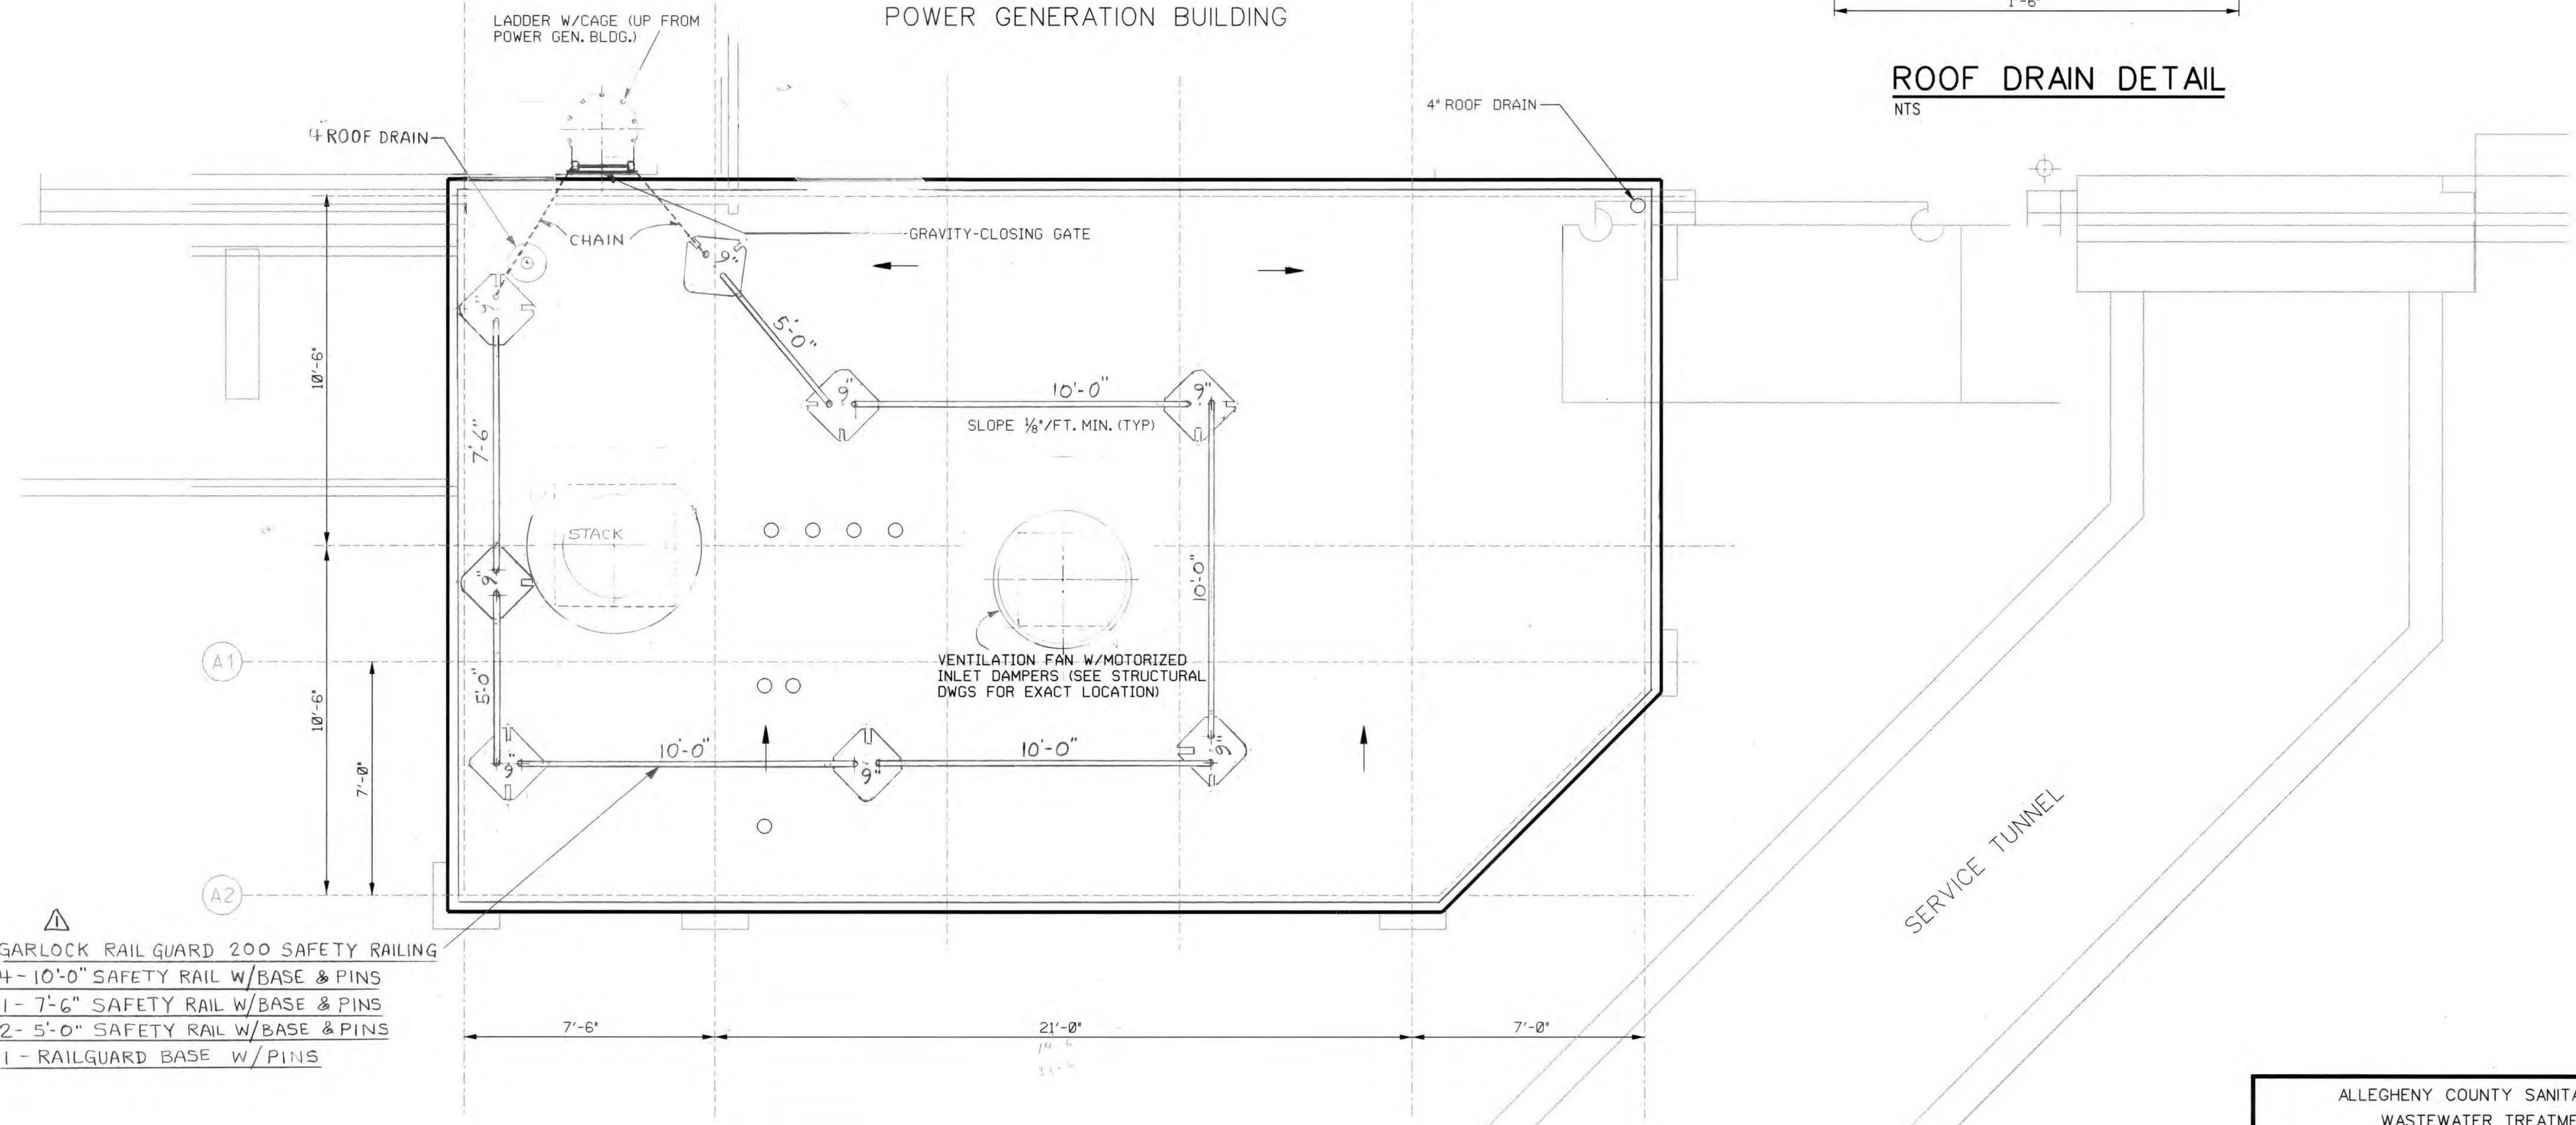 LADDER W/CAGE (UP FROM
POWER GEN. BLDG.)
POWER GENERATION BUILDING
1'-6"
ROOF DRAIN DETAIL
NTS
4" ROOF DRAIN
4" ROOF DRAIN
CHAIN
GRAVITY-CLOSING GATE
9"
9"
5'-0"
10'-6"
9"
10'-0"
9"
SLOPE ⅛"/FT. MIN. (TYP)
7'-6"
STACK
9"
10'-0"
VENTILATION FAN W/MOTORIZED
INLET DAMPERS (SEE STRUCTURAL
DWGS FOR EXACT LOCATION)
A1
5'-0"
10'-6"
7'-0"
9"
10'-0"
9"
10'-0"
9"
A2
SERVICE TUNNEL
1
GARLOCK RAIL GUARD 200 SAFETY RAILING
4-10'-0" SAFETY RAIL W/BASE & PINS
1- 7'-6" SAFETY RAIL W/BASE & PINS
2- 5'-0" SAFETY RAIL W/BASE & PINS
1 - RAILGUARD BASE W/PINS
7'-6"
21'-0"
7'-0"
ALLEGHENY COUNTY SANITA
WASTEWATER TREATME